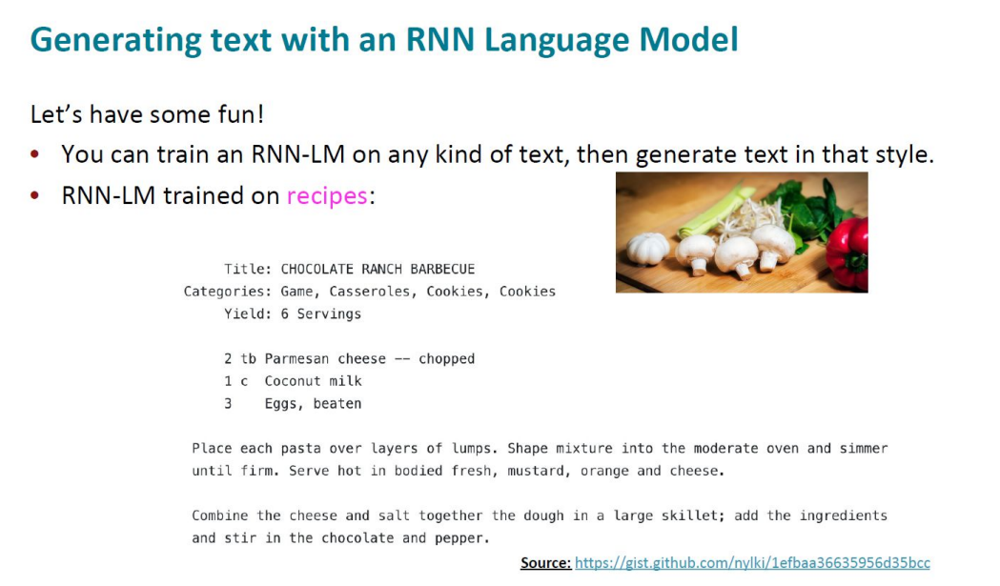 Generating text with an RNN Language Model
Let’s have some fun!
• You can train an RNN-LM on any kind of text, then generate text in that style.
• RNN-LM trained on recipes:
Title: CHOCOLATE RANCH BARBECUE
Categories: Game, Casseroles, Cookies, Cookies
Yield: 6 Servings
2 tb Parmesan cheese -- chopped
1 c Coconut milk
3 Eggs, beaten
Place each pasta over layers of lumps. Shape mixture into the moderate oven and simmer
until firm. Serve hot in bodied fresh, mustard, orange and cheese.
Combine the cheese and salt together the dough in a large skillet; add the ingredients
and stir in the chocolate and pepper.
Source: https://gist.github.com/nylki/1efbaa36635956d35bcc